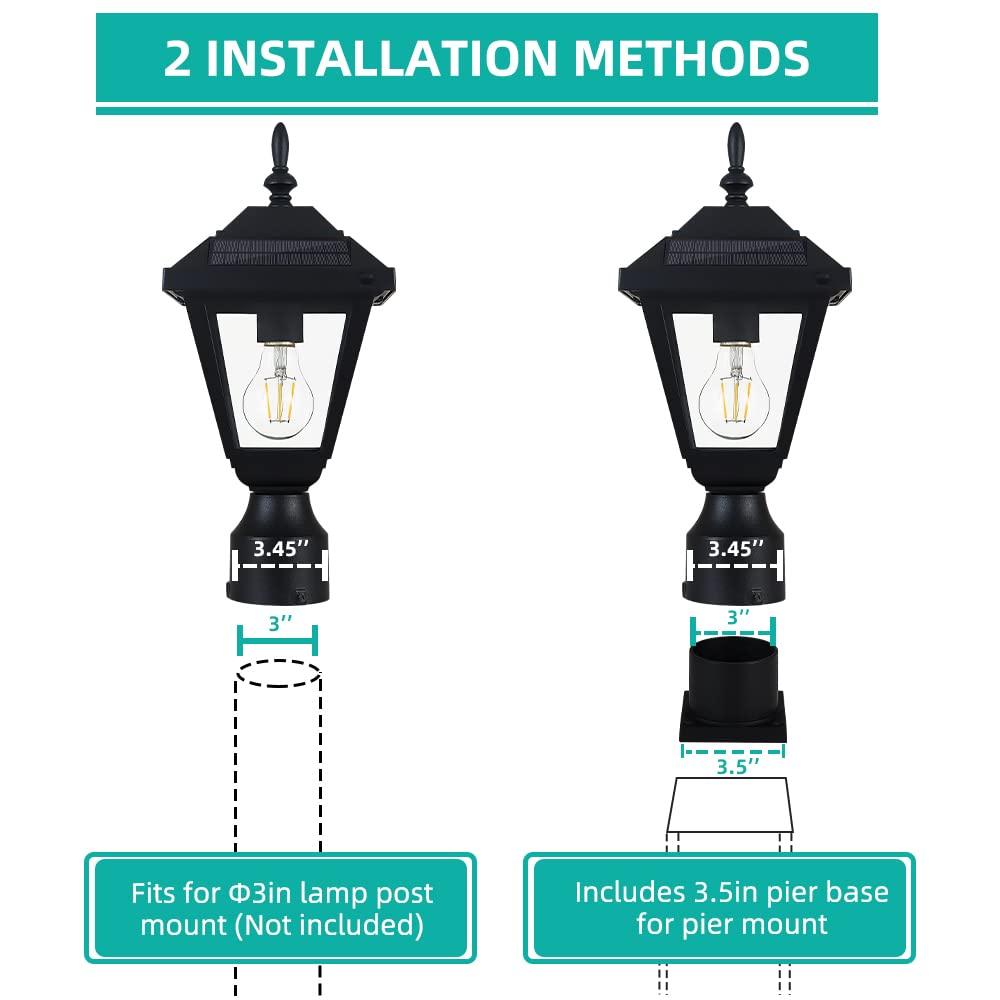 2 INSTALLATION METHODS
3.45’’
3.45’’
3’’
3’’
3.5’’
Fits for Φ3in lamp post
mount (Not included)
Includes 3.5in pier base
for pier mount